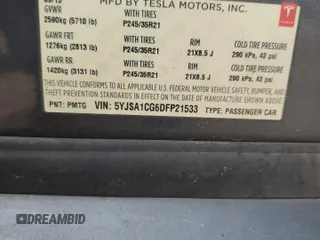 MFD BY TESLA MOTORS, INC.
GVWR
2590kg (5710 lb)
WITH TIRES
P245/35R21
TESLA
GAWR FRT
1276kg (2813 lb)
WITH TIRES
P245/35R21
RIM
21X8.5 J
COLD TIRE PRESSURE
290 kPa, 42 psi
GAWR RR
1420kg (3131 lb)
WITH TIRES
P245/35R21
RIM
21X8.5 J
COLD TIRE PRESSURE
290 kPa, 42 psi
THIS VEHICLE CONFORMS TO ALL APPLICABLE
FEDERAL MOTOR VEHICLE SAFETY, BUMPER, AND THEFT
PREVENTION STANDARDS IN EFFECT ON THE DATE OF MANUFACTURE SHOWN ABOVE.
PNT: PMTG VIN: 5YJSA1CG6DFP21533 TYPE: PASSENGER CAR
DREAMBID